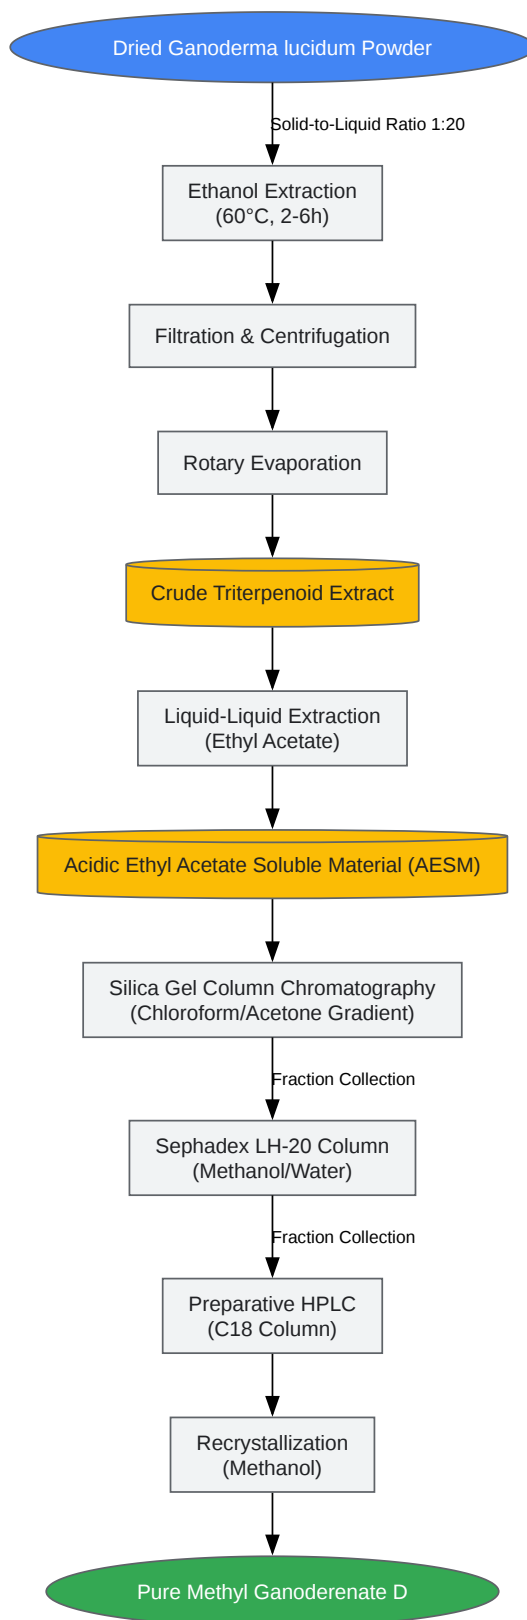 Dried Ganoderma lucidum Powder
Solid-to-Liquid Ratio 1:20
Ethanol Extraction
(60°C, 2-6h)
Filtration & Centrifugation
Rotary Evaporation
Crude Triterpenoid Extract
Liquid-Liquid Extraction
(Ethyl Acetate)
Acidic Ethyl Acetate Soluble Material (AESM)
Silica Gel Column Chromatography
(Chloroform/Acetone Gradient)
Fraction Collection
Sephadex LH-20 Column
(Methanol/Water)
Fraction Collection
Preparative HPLC
(C18 Column)
Recrystallization
(Methanol)
Pure Methyl Ganoderenate D